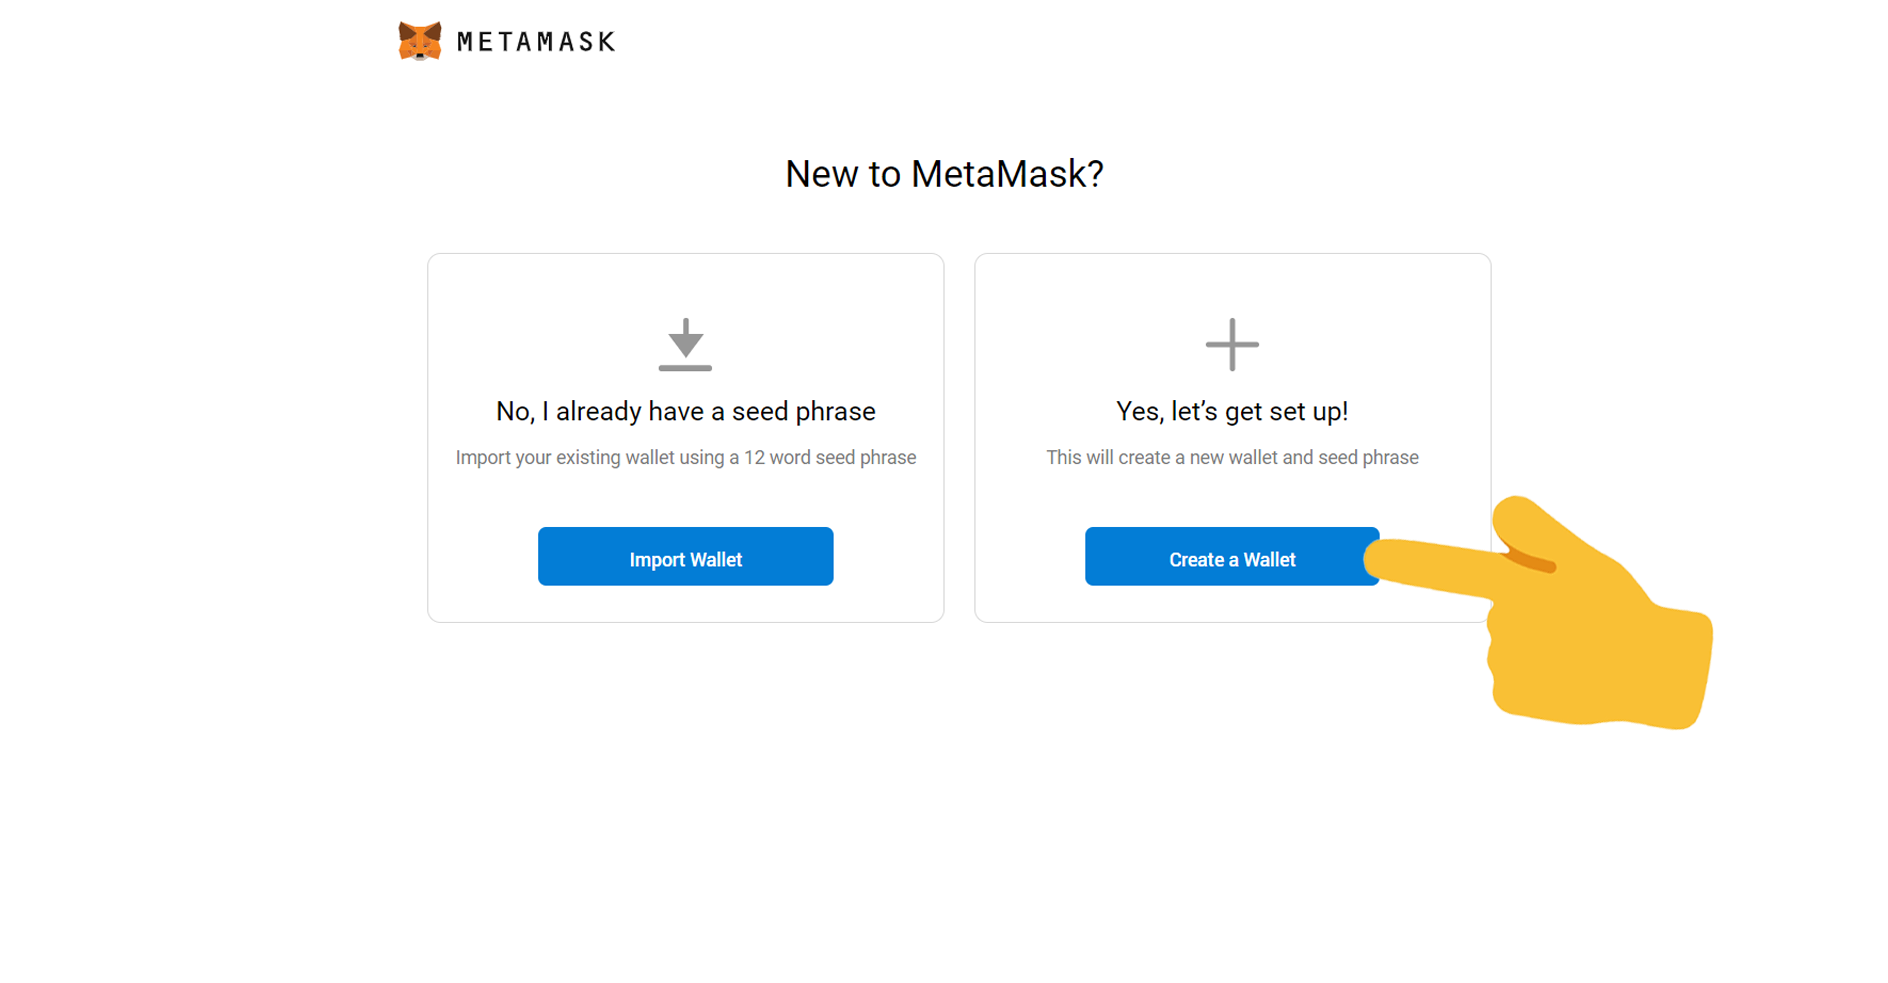 METAMASK
New to MetaMask?
No, I already have a seed phrase
Import your existing wallet using a 12 word seed phrase
Import Wallet
Yes, let’s get set up!
This will create a new wallet and seed phrase
Create a Wallet